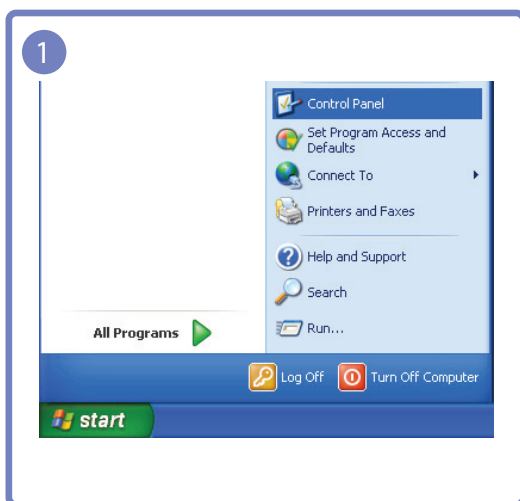 1
Control Panel
Set Program Access and
Defaults
Connect To
Printers and Faxes
Help and Support
Search
Run...
All Programs
Log Off
Turn Off Computer
start